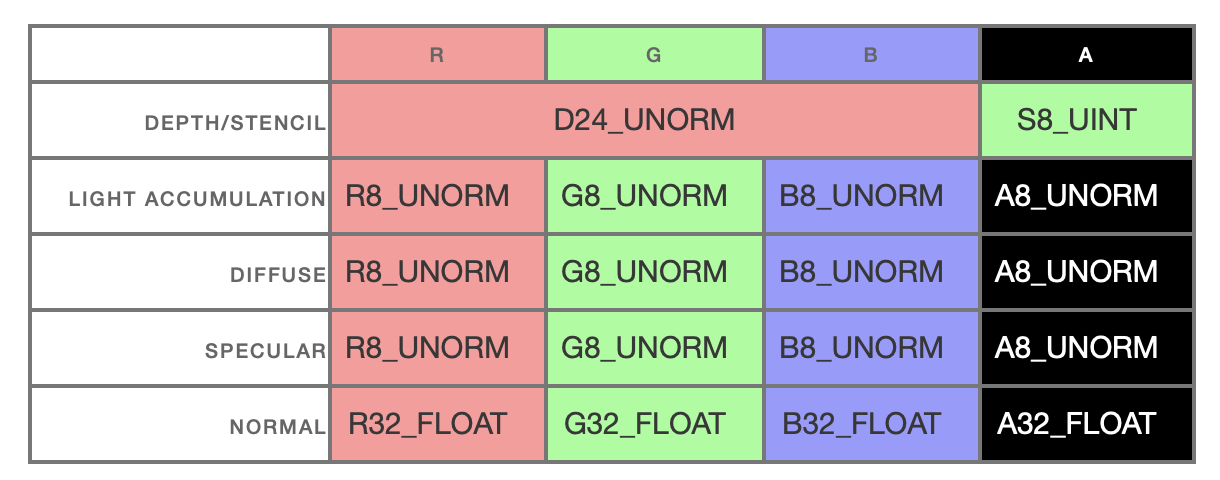 R G B A
DEPTH/STENCIL D24_UNORM S8_UINT
LIGHT ACCUMULATION R8_UNORM G8_UNORM B8_UNORM A8_UNORM
DIFFUSE R8_UNORM G8_UNORM B8_UNORM A8_UNORM
SPECULAR R8_UNORM G8_UNORM B8_UNORM A8_UNORM
NORMAL R32_FLOAT G32_FLOAT B32_FLOAT A32_FLOAT